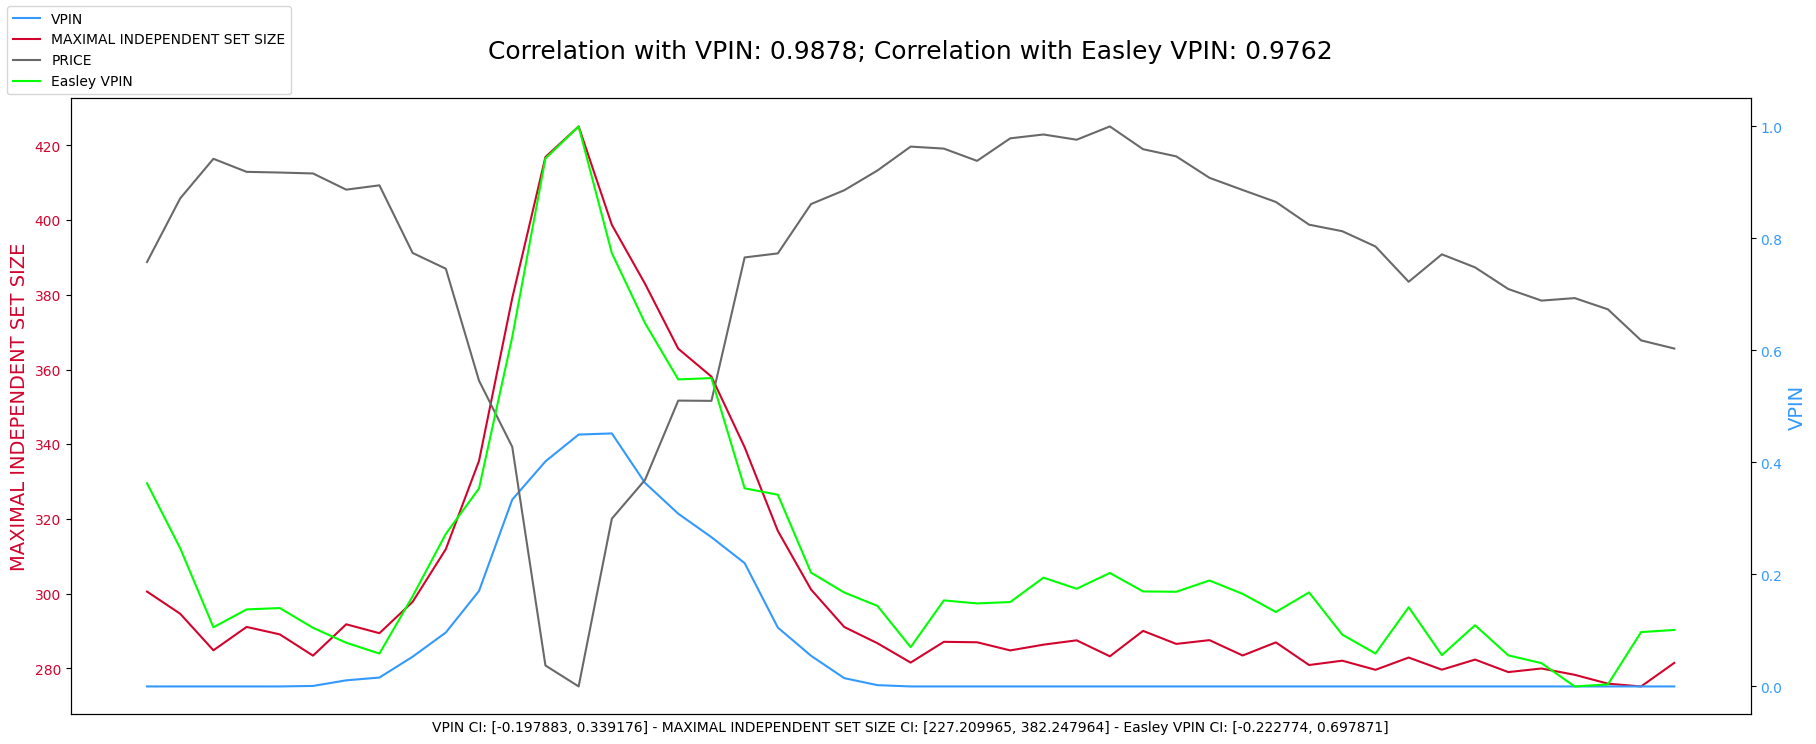 VPIN
MAXIMAL INDEPENDENT SET SIZE
PRICE
Easley VPIN
Correlation with VPIN: 0.9878; Correlation with Easley VPIN: 0.9762
MAXIMAL INDEPENDENT SET SIZE
420
400
380
360
340
320
300
280
1.0
0.8
0.6
0.4
0.2
0.0
VPIN
VPIN CI: [-0.197883, 0.339176] - MAXIMAL INDEPENDENT SET SIZE CI: [227.209965, 382.247964] - Easley VPIN CI: [-0.222774, 0.697871]